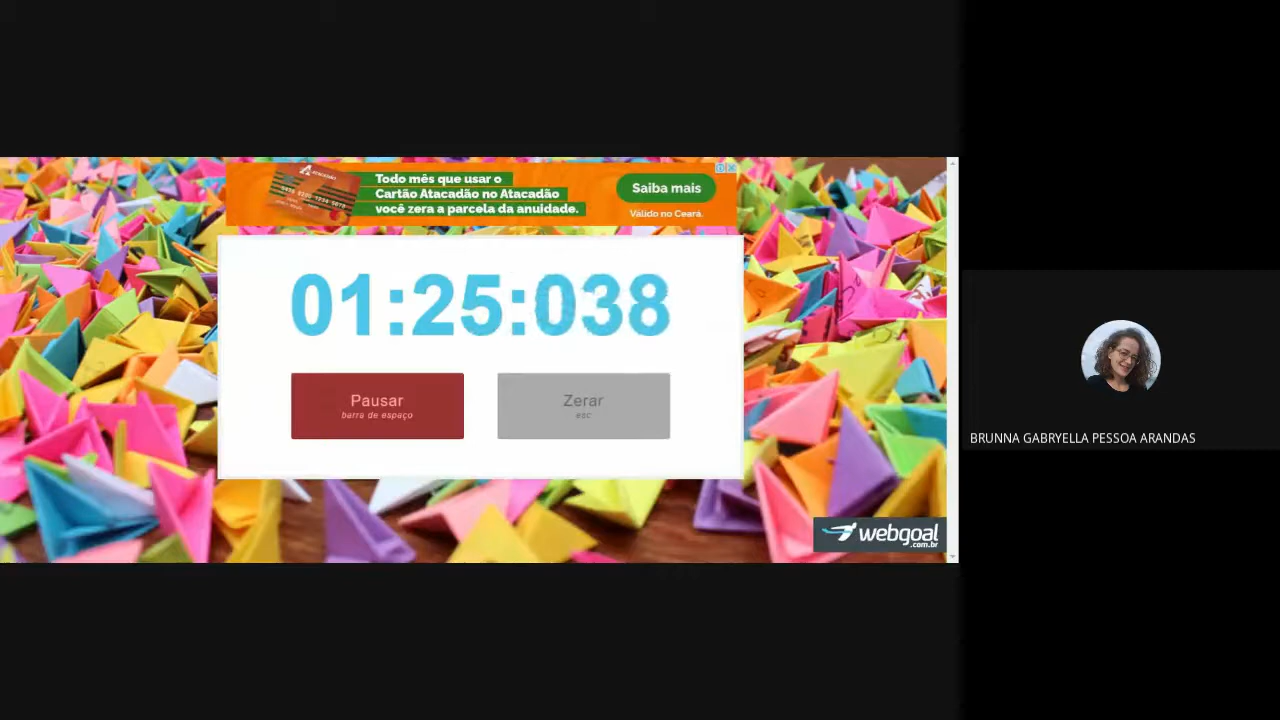 ATACADÃO
Todo mês que usar o
Cartão Atacadão no Atacadão
você zera a parcela da anuidade.
Saiba mais
Válido no Ceará.
01:25:038
Pausar
barra de espaço
Zerar
esc
webgoal
.com.br
BRUNNA GABRYELLA PESSOA ARANDAS